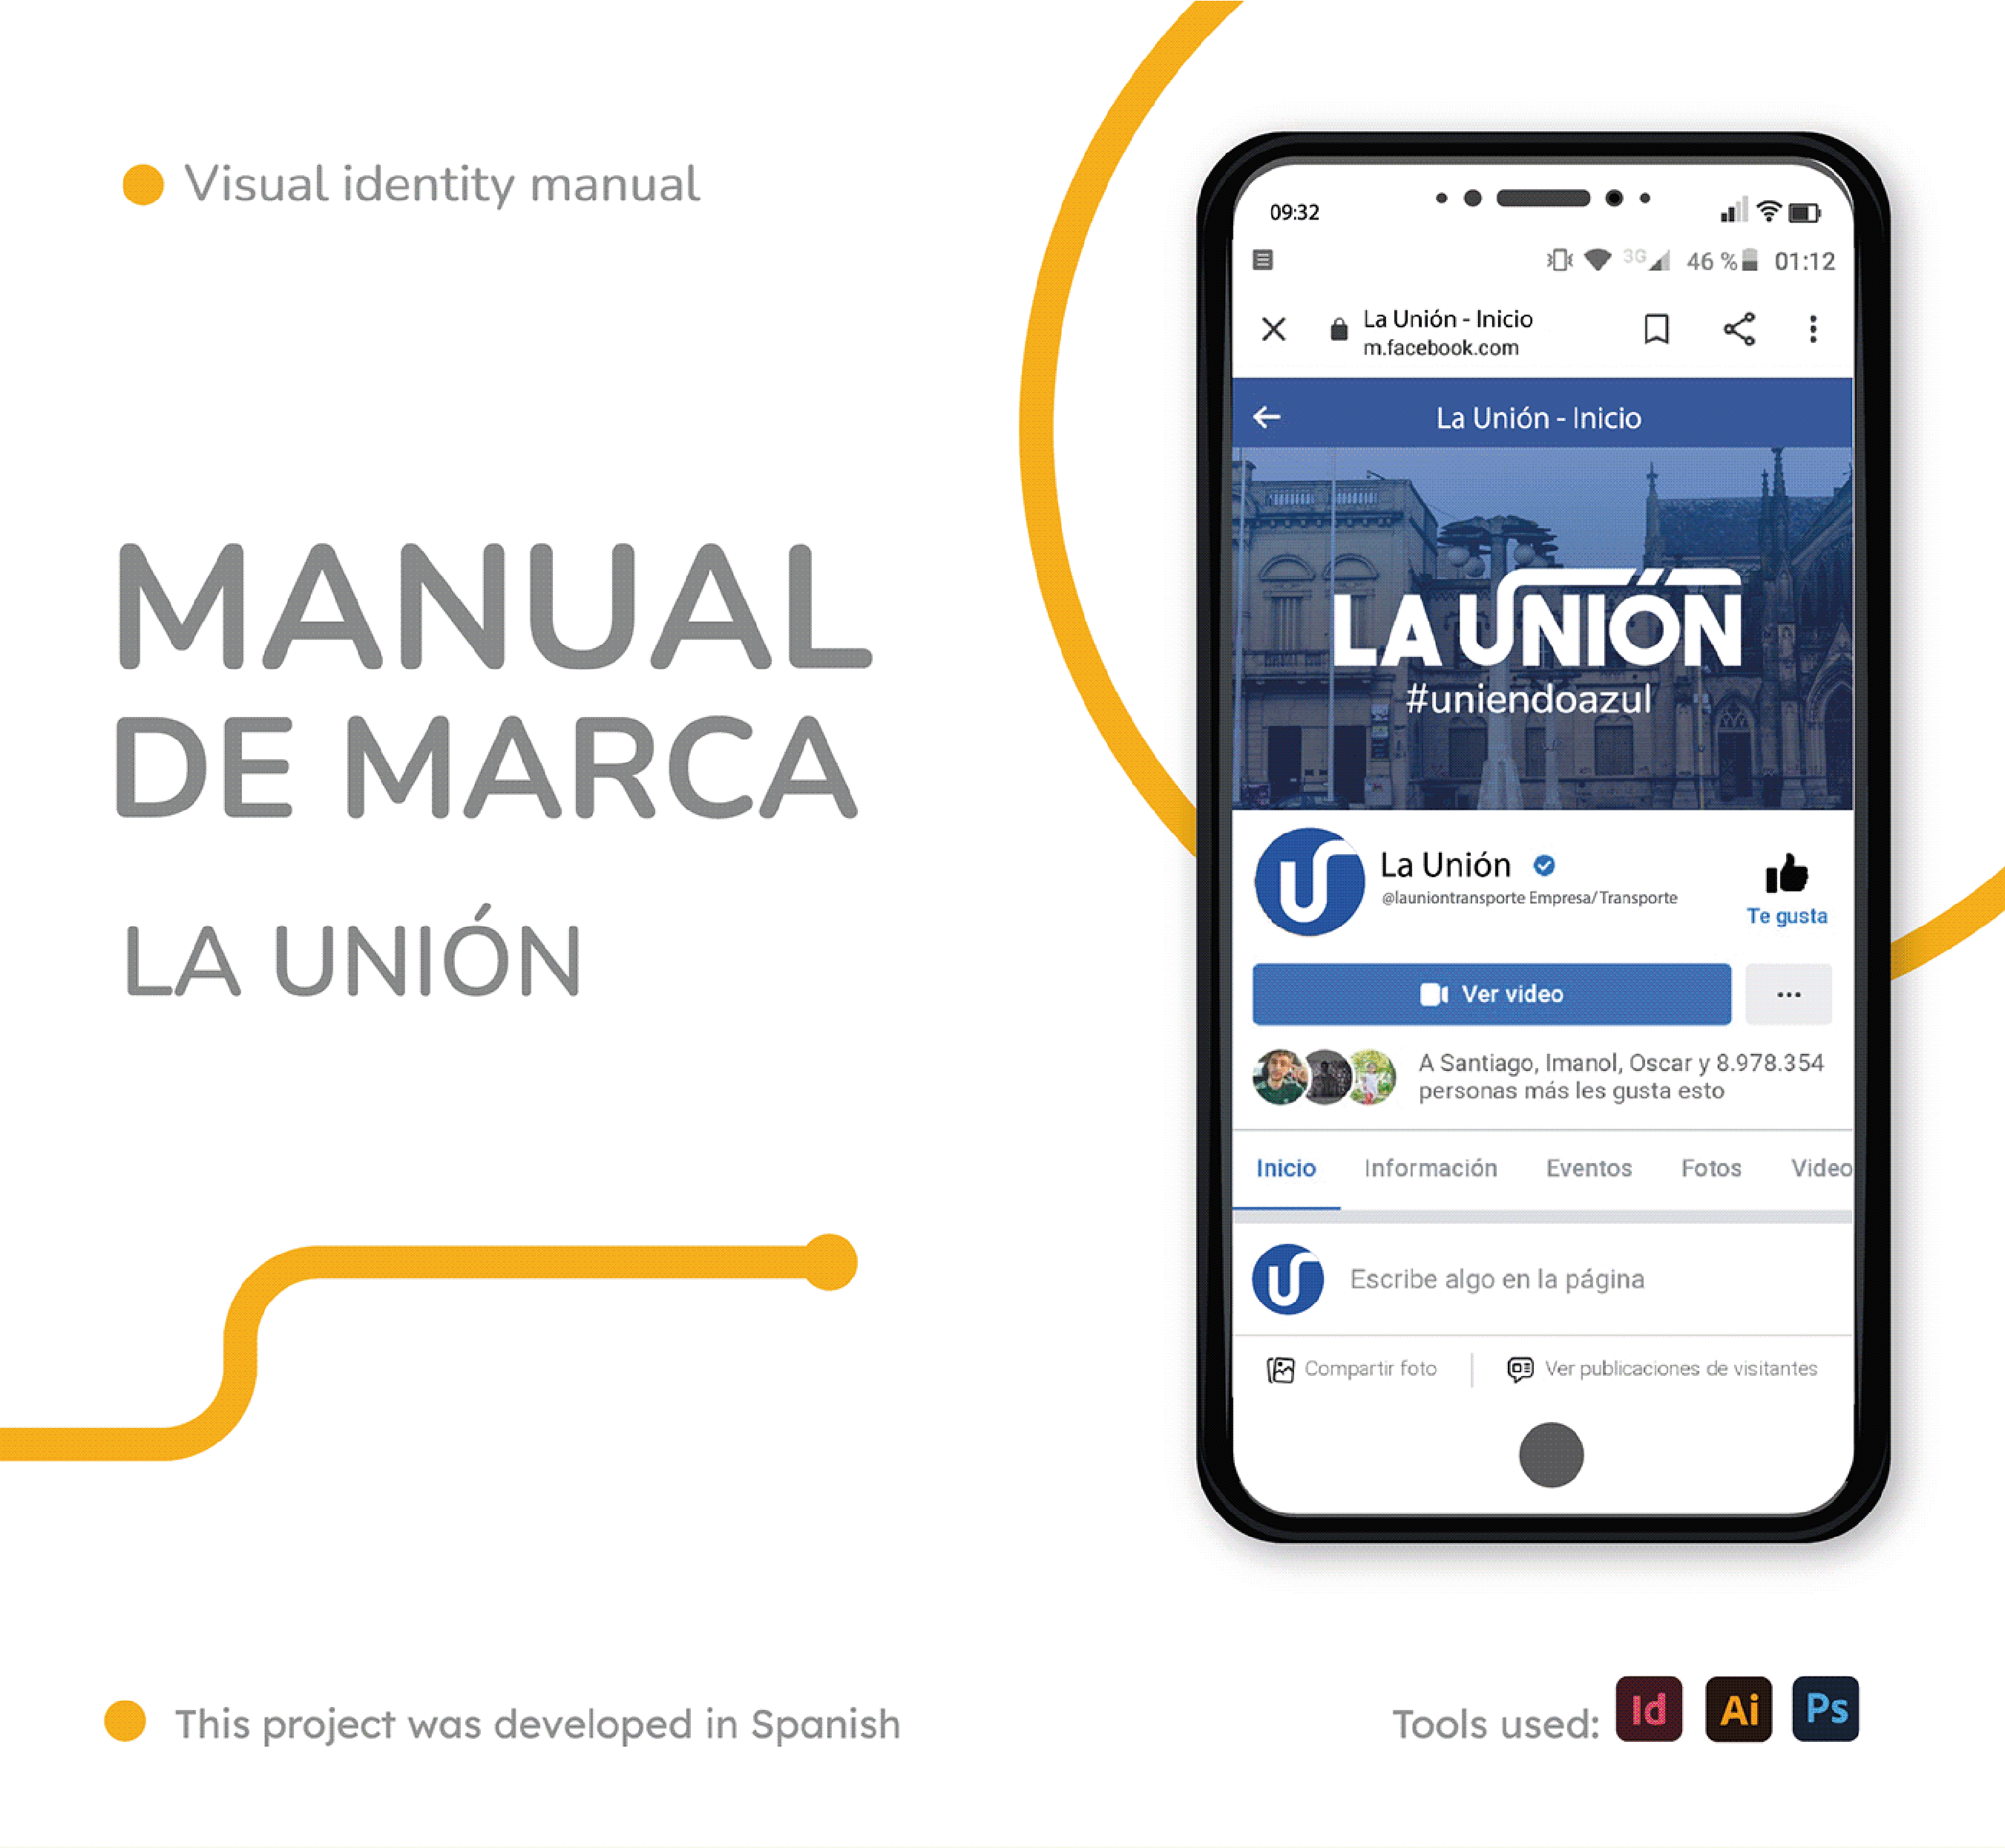 Visual identity manual
MANUAL
DE MARCA
LA UNIÓN
This project was developed in Spanish
09:32
3G 46 % 01:12
La Unión - Inicio
m.facebook.com
La Unión - Inicio
LA UNIÓN
#uniendoazul
La Unión
@launiontransporte Empresa/Transporte
Te gusta
Ver video
A Santiago, Imanol, Oscar y 8.978.354
personas más les gusta esto
Inicio Información Eventos Fotos Video
Escribe algo en la página
Compartir foto Ver publicaciones de visitantes
Tools used: Id Ai Ps